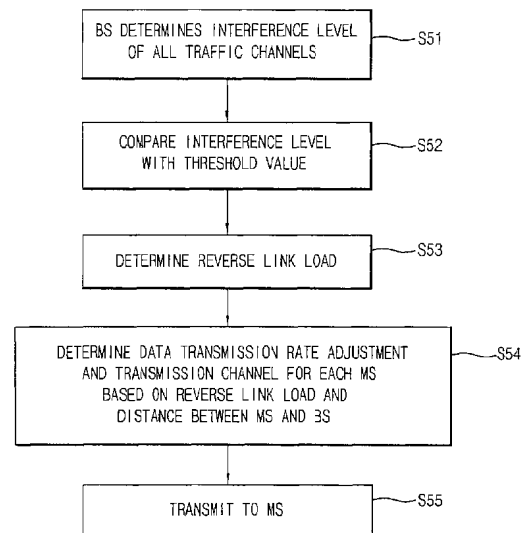 BS DETERMINES INTERFERENCE LEVEL
OF ALL TRAFFIC CHANNELS
S51
COMPARE INTERFERENCE LEVEL
WITH THRESHOLD VALUE
S52
DETERMINE REVERSE LINK LOAD
S53
DETERMINE DATA TRANSMISSION RATE ADJUSTMENT
AND TRANSMISSION CHANNEL FOR EACH MS
BASED ON REVERSE LINK LOAD AND
DISTANCE BETWEEN MS AND BS
S54
TRANSMIT TO MS
S55